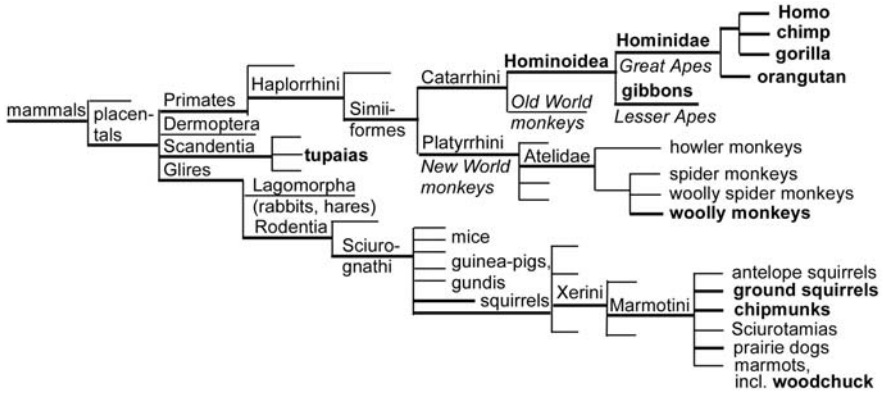 mammals
placen-
tals
Primates
Dermoptera
Scandentia
Glires
Haplorrhini
tupaias
Lagomorpha
(rabbits, hares)
Rodentia
Simii-
formes
Catarrhini
Platyrrhini
New World
monkeys
Hominoidea
Old World
monkeys
Hominidae
Great Apes
gibbons
Lesser Apes
Homo
chimp
gorilla
orangutan
Atelidae
howler monkeys
spider monkeys
woolly spider monkeys
woolly monkeys
Sciuro-
gnathi
mice
guinea-pigs,
gundis
squirrels
Xerini
Marmotini
antelope squirrels
ground squirrels
chipmunks
Sciurotamias
prairie dogs
marmots,
incl. woodchuck